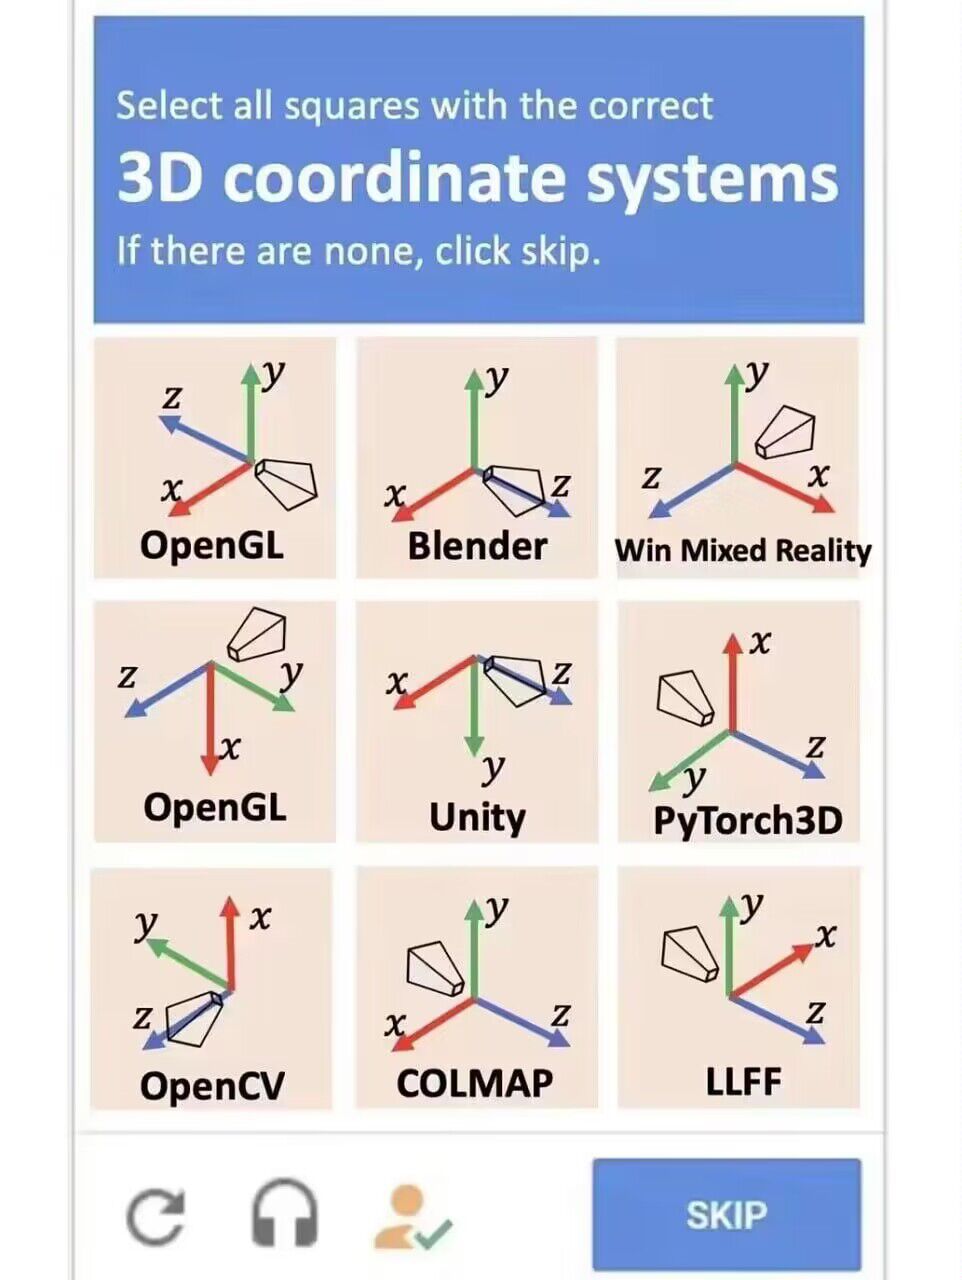 Select all squares with the correct
3D coordinate systems
If there are none, click skip.
y
z
x
OpenGL
y
x
z
Blender
y
z
x
Win Mixed Reality
z
y
x
OpenGL
x
z
y
Unity
x
z
y
PyTorch3D
y
x
z
OpenCV
y
x
z
COLMAP
y
x
z
LLFF
SKIP